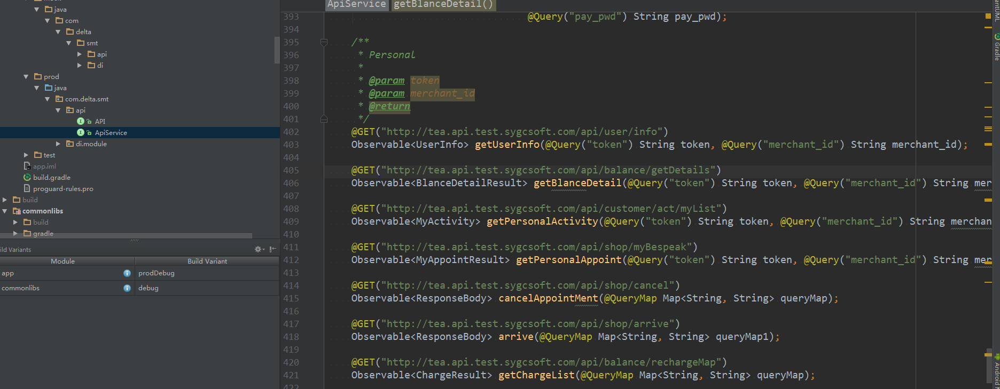 java
com
delta
smt
api
di
prod
java
com.delta.smt
api
API
ApiService
di.module
test
app.iml
build.gradle
proguard-rules.pro
build
commonlibs
build
gradle
ild Variants
Module Build Variant
app prodDebug
commonlibs debug
ApiService getBlanceDetail()
393 @Query("pay_pwd") String pay_pwd);
394
395 /**
396 * Personal
397 *
398 * @param token
399 * @param merchant_id
400 * @return
401 */
402 @GET("http://tea.api.test.sygcsoft.com/api/user/info")
403 Observable<UserInfo> getUserInfo(@Query("token") String token, @Query("merchant_id") String merchant_id);
404
405 @GET("http://tea.api.test.sygcsoft.com/api/balance/getDetails")
406 Observable<BlanceDetailResult> getBlanceDetail(@Query("token") String token, @Query("merchant_id") String mer
407
408 @GET("http://tea.api.test.sygcsoft.com/api/customer/act/myList")
409 Observable<MyActivity> getPersonalActivity(@Query("token") String token, @Query("merchant_id") String merchan
410
411 @GET("http://tea.api.test.sygcsoft.com/api/shop/myBespeak")
412 Observable<MyAppointResult> getPersonalAppoint(@Query("token") String token, @Query("merchant_id") String mer
413
414 @GET("http://tea.api.test.sygcsoft.com/api/shop/cancel")
415 Observable<ResponseBody> cancelAppointMent(@QueryMap Map<String, String> queryMap);
416
417 @GET("http://tea.api.test.sygcsoft.com/api/shop/arrive")
418 Observable<ResponseBody> arrive(@QueryMap Map<String, String> queryMap1);
419
420 @GET("http://tea.api.test.sygcsoft.com/api/balance/rechargeMap")
421 Observable<ChargeResult> getChargeList(@QueryMap Map<String, String> queryMap);
422
antUML
Gradle
Android M